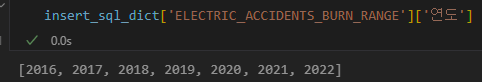 insert_sql_dict['ELECTRIC_ACCIDENTS_BURN_RANGE']['연도']
0.0s
[2016, 2017, 2018, 2019, 2020, 2021, 2022]